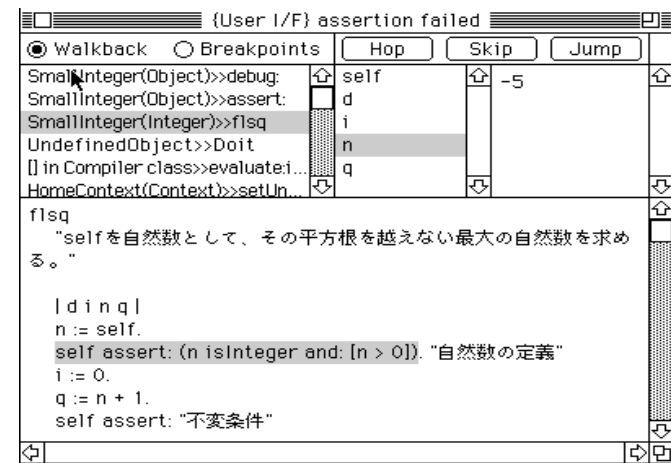 {User I/F} assertion failed
Walkback Breakpoints Hop Skip Jump
SmallInteger(Object)>>debug:
SmallInteger(Object)>>assert:
SmallInteger(Integer)>>flsq
UndefinedObject>>Doit
[] in Compiler class>>evaluate:i...
HomeContext(Context)>>setUn...
self
d
i
n
q
-5
flsq
"selfを自然数として、その平方根を越えない最大の自然数を求め
る。"
| d i n q |
n := self.
self assert: (n isInteger and: [n > 0]). "自然数の定義"
i := 0.
q := n + 1.
self assert: "不変条件"